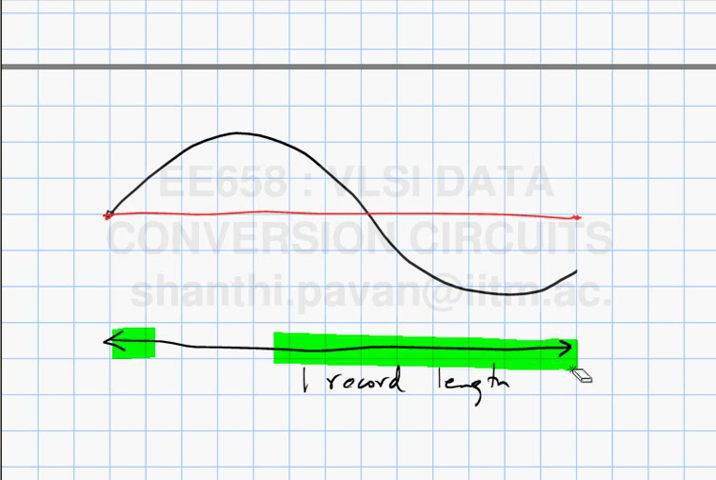 EE658 : VLSI DATA
CONVERSION CIRCUITS
shanthi.pavan@iitm.ac.
1 record length